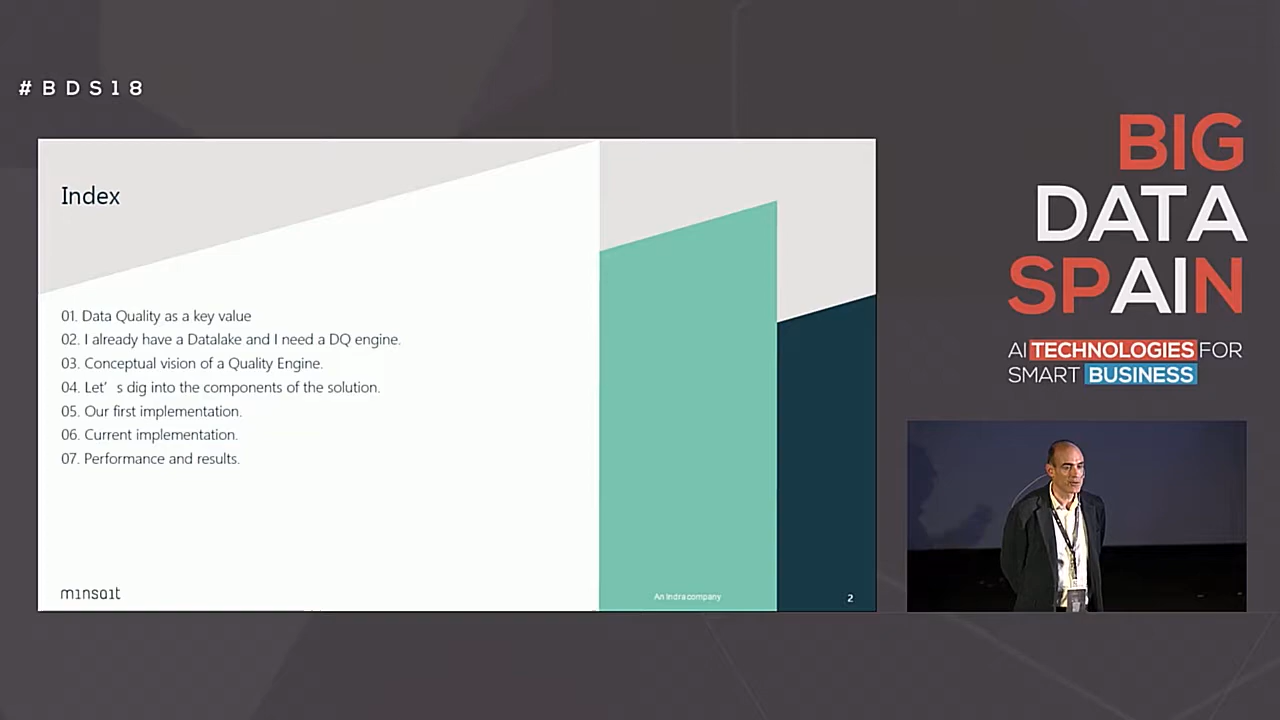 #BDS18
Index
01. Data Quality as a key value
02. I already have a Datalake and I need a DQ engine.
03. Conceptual vision of a Quality Engine.
04. Let’ s dig into the components of the solution.
05. Our first implementation.
06. Current implementation.
07. Performance and results.
minsait
An Indra company
2
BIG
DATA
SPAIN
AI TECHNOLOGIES FOR
SMART BUSINESS